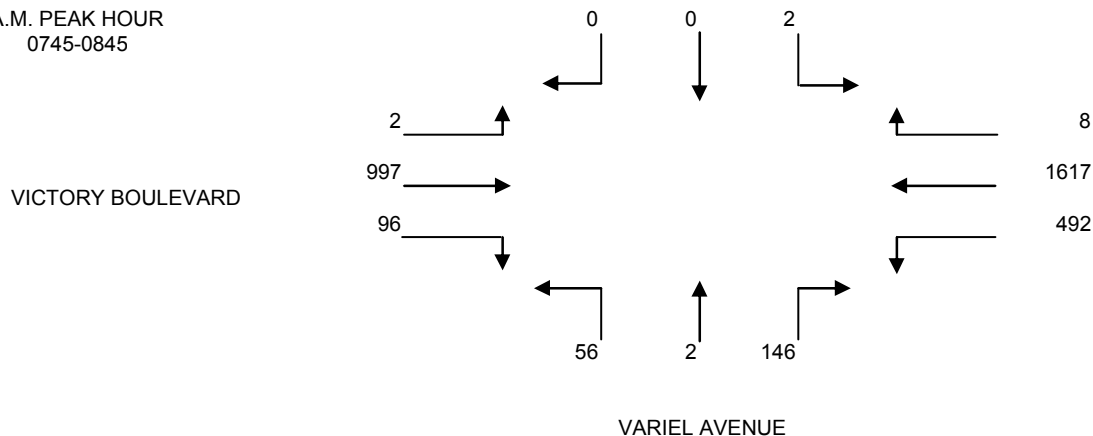 A.M. PEAK HOUR
0745-0845
0 0 2
2 8
997 1617
VICTORY BOULEVARD
96 492
56 2 146
VARIEL AVENUE